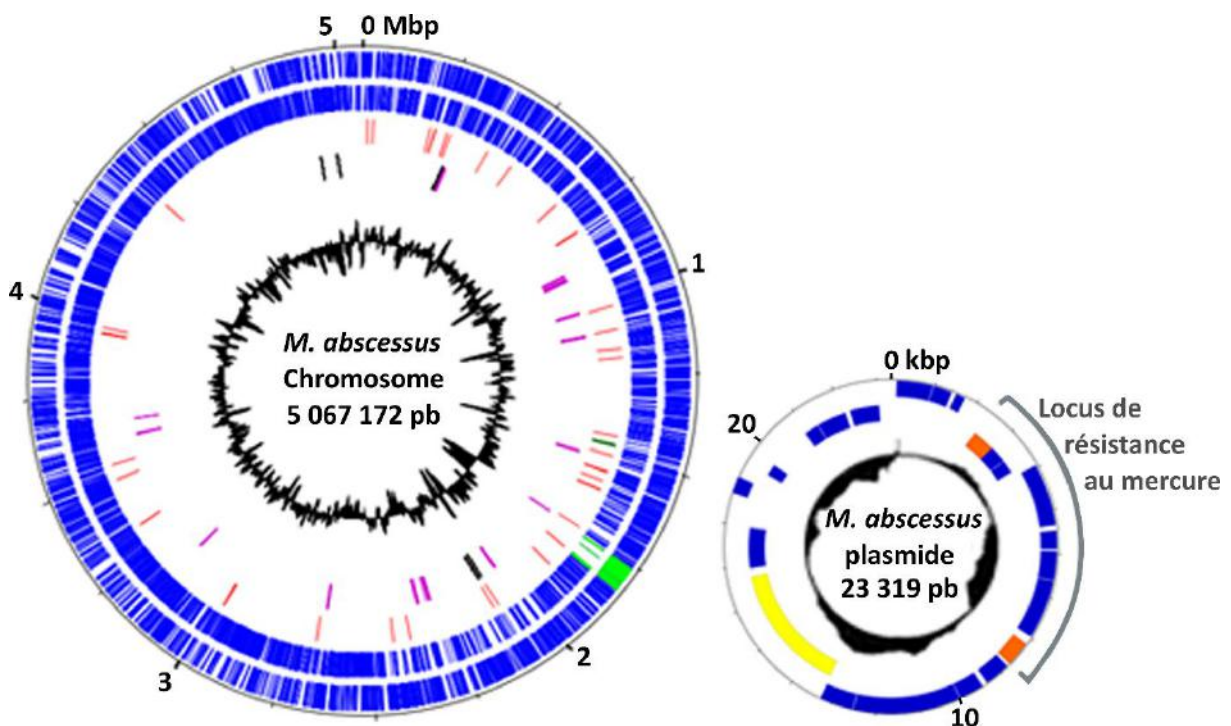 5
0 Mbp
1
4
M. abscessus
Chromosome
5 067 172 pb
3
2
0 kbp
20
Locus de
résistance
au mercure
M. abscessus
plasmide
23 319 pb
10